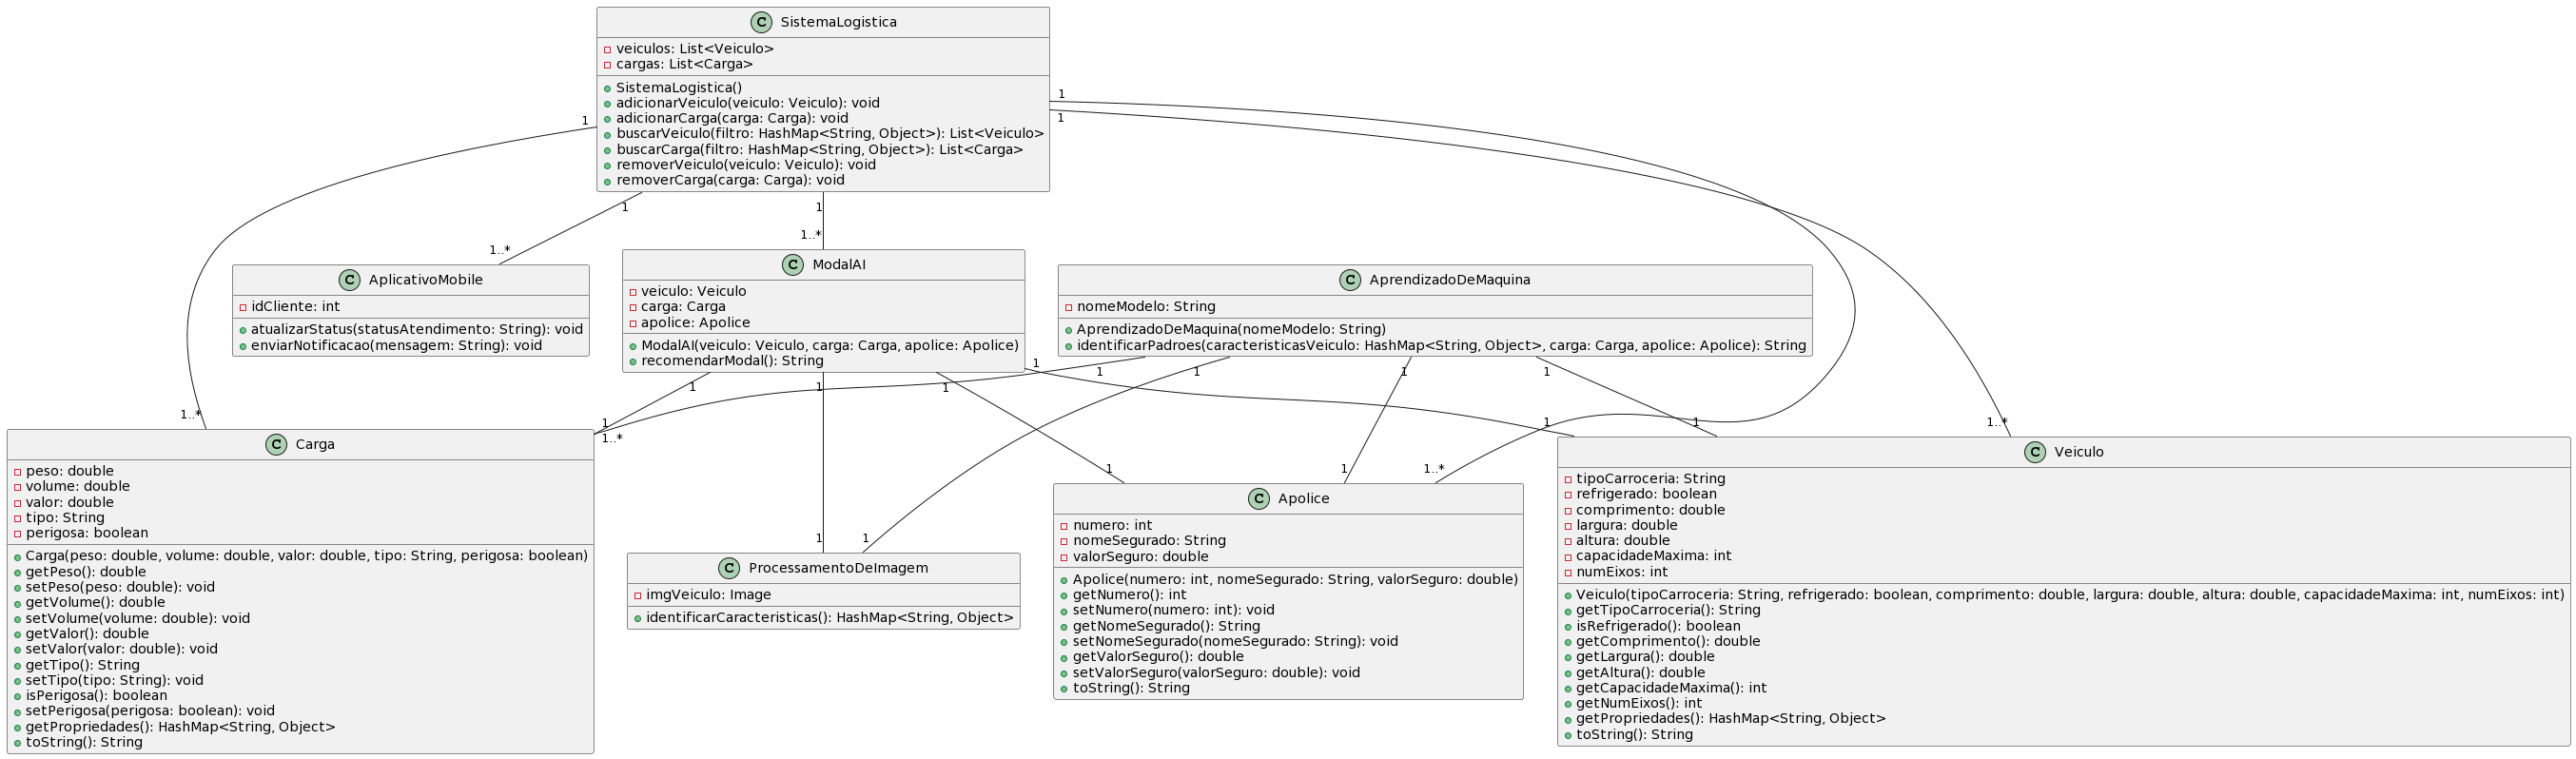 SistemaLogistica
veiculos: List<Veiculo>
cargas: List<Carga>
SistemaLogistica()
adicionarVeiculo(veiculo: Veiculo): void
adicionarCarga(carga: Carga): void
buscarVeiculo(filtro: HashMap<String, Object>): List<Veiculo>
buscarCarga(filtro: HashMap<String, Object>): List<Carga>
removerVeiculo(veiculo: Veiculo): void
removerCarga(carga: Carga): void
1
1
1
1
1
1..*
1..*
AplicativoMobile
idCliente: int
atualizarStatus(statusAtendimento: String): void
enviarNotificacao(mensagem: String): void
ModalAI
veiculo: Veiculo
carga: Carga
apolice: Apolice
ModalAI(veiculo: Veiculo, carga: Carga, apolice: Apolice)
recomendarModal(): String
AprendizadoDeMaquina
nomeModelo: String
AprendizadoDeMaquina(nomeModelo: String)
identificarPadroes(caracteristicasVeiculo: HashMap<String, Object>, carga: Carga, apolice: Apolice): String
1
1
1
1
1
1
1
1
1..*
1
1..*
1
1
1..*
1
1
1..*
1
1
Carga
peso: double
volume: double
valor: double
tipo: String
perigosa: boolean
Carga(peso: double, volume: double, valor: double, tipo: String, perigosa: boolean)
getPeso(): double
setPeso(peso: double): void
getVolume(): double
setVolume(volume: double): void
getValor(): double
setValor(valor: double): void
getTipo(): String
setTipo(tipo: String): void
isPerigosa(): boolean
setPerigosa(perigosa: boolean): void
getPropriedades(): HashMap<String, Object>
toString(): String
ProcessamentoDeImagem
imgVeiculo: Image
identificarCaracteristicas(): HashMap<String, Object>
Apolice
numero: int
nomeSegurado: String
valorSeguro: double
Apolice(numero: int, nomeSegurado: String, valorSeguro: double)
getNumero(): int
setNumero(numero: int): void
getNomeSegurado(): String
setNomeSegurado(nomeSegurado: String): void
getValorSeguro(): double
setValorSeguro(valorSeguro: double): void
toString(): String
Veiculo
tipoCarroceria: String
refrigerado: boolean
comprimento: double
largura: double
altura: double
capacidadeMaxima: int
numEixos: int
Veiculo(tipoCarroceria: String, refrigerado: boolean, comprimento: double, largura: double, altura: double, capacidadeMaxima: int, numEixos: int)
getTipoCarroceria(): String
isRefrigerado(): boolean
getComprimento(): double
getLargura(): double
getAltura(): double
getCapacidadeMaxima(): int
getNumEixos(): int
getPropriedades(): HashMap<String, Object>
toString(): String